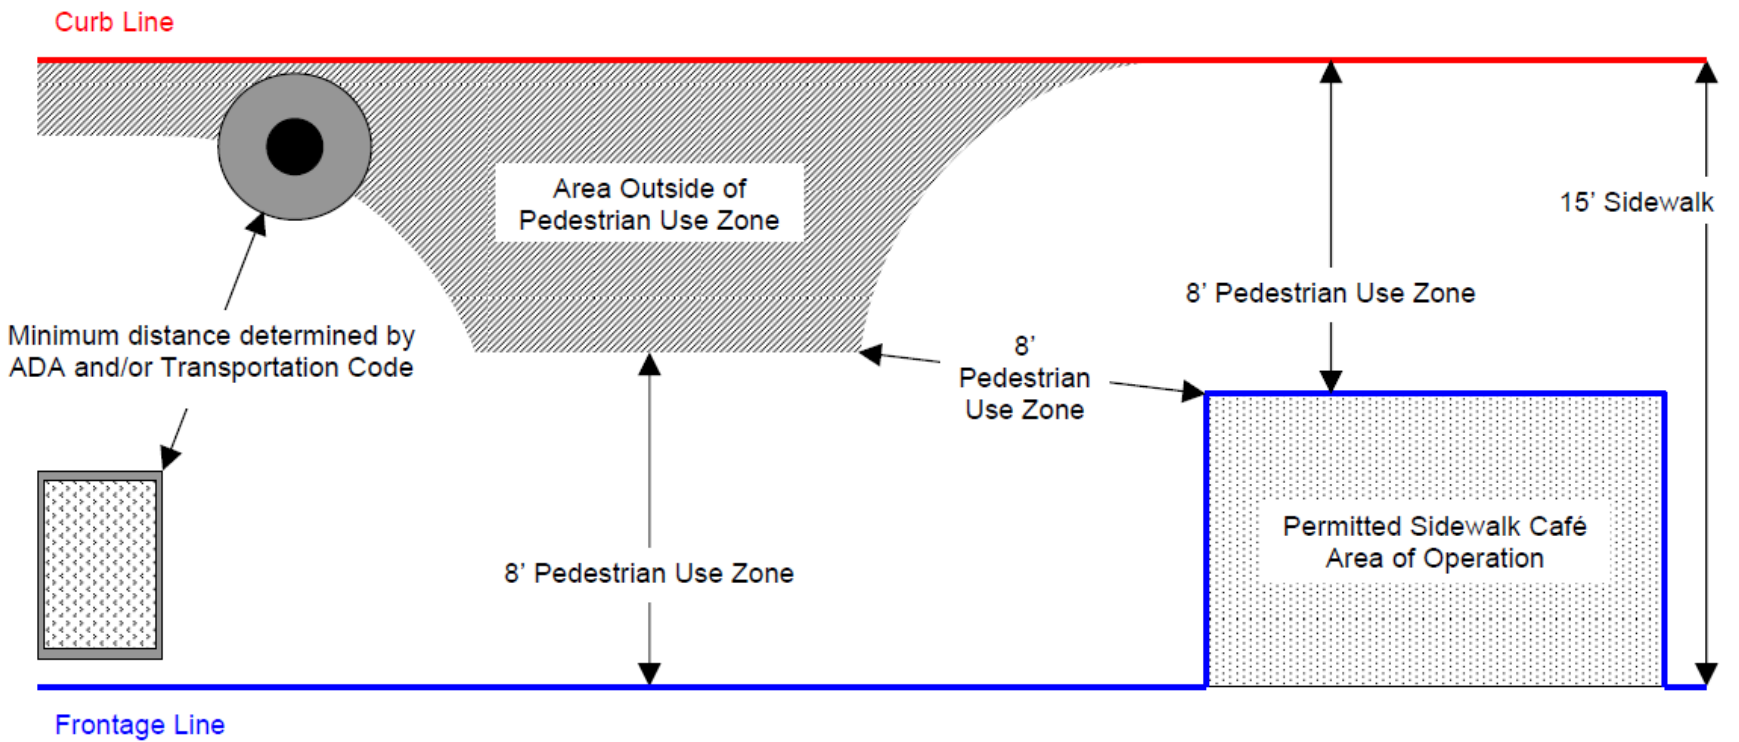 Curb Line
Area Outside of
Pedestrian Use Zone
15’ Sidewalk
8’ Pedestrian Use Zone
Minimum distance determined by
ADA and/or Transportation Code
8’
Pedestrian
Use Zone
Permitted Sidewalk Café
Area of Operation
8’ Pedestrian Use Zone
Frontage Line